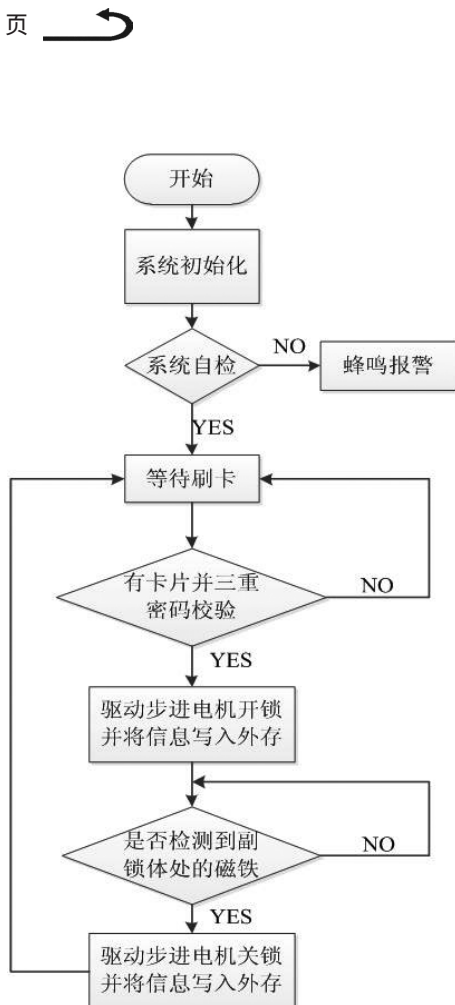 页
开始
系统初始化
系统自检
NO
蜂鸣报警
YES
等待刷卡
有卡片并三重
密码校验
NO
YES
驱动步进电机开锁
并将信息写入外存
是否检测到副
锁体处的磁铁
NO
YES
驱动步进电机关锁
并将信息写入外存